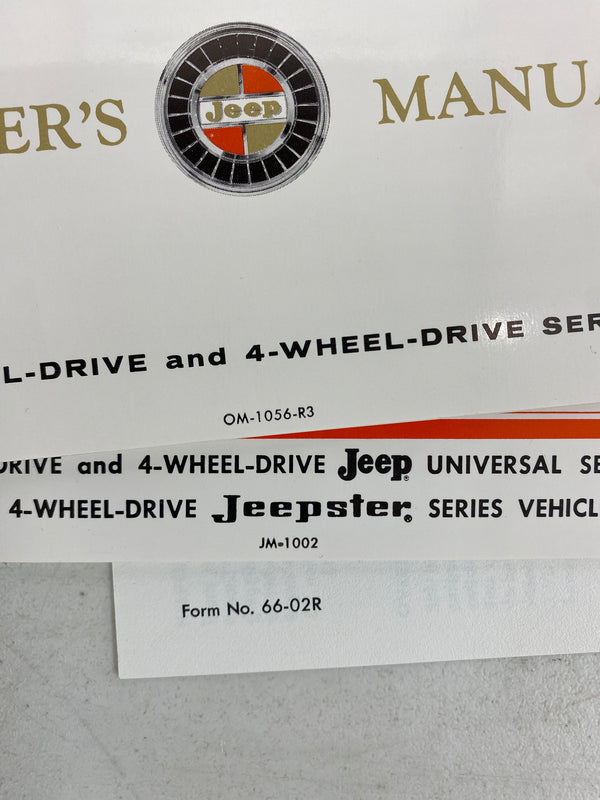 ER'S Jeep MANUA
L-DRIVE and 4-WHEEL-DRIVE SER
OM-1056-R3
DRIVE and 4-WHEEL-DRIVE Jeep® UNIVERSAL SE
4-WHEEL-DRIVE Jeepster® SERIES VEHICL
JM-1002
Form No. 66-02R